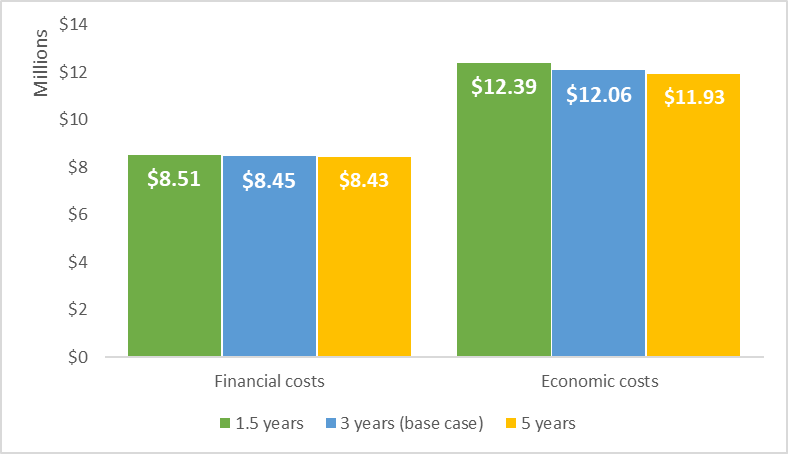 Millions
$14
$12
$10
$8
$6
$4
$2
$0
$8.51
$8.45
$8.43
$12.39
$12.06
$11.93
Financial costs
Economic costs
1.5 years
3 years (base case)
5 years